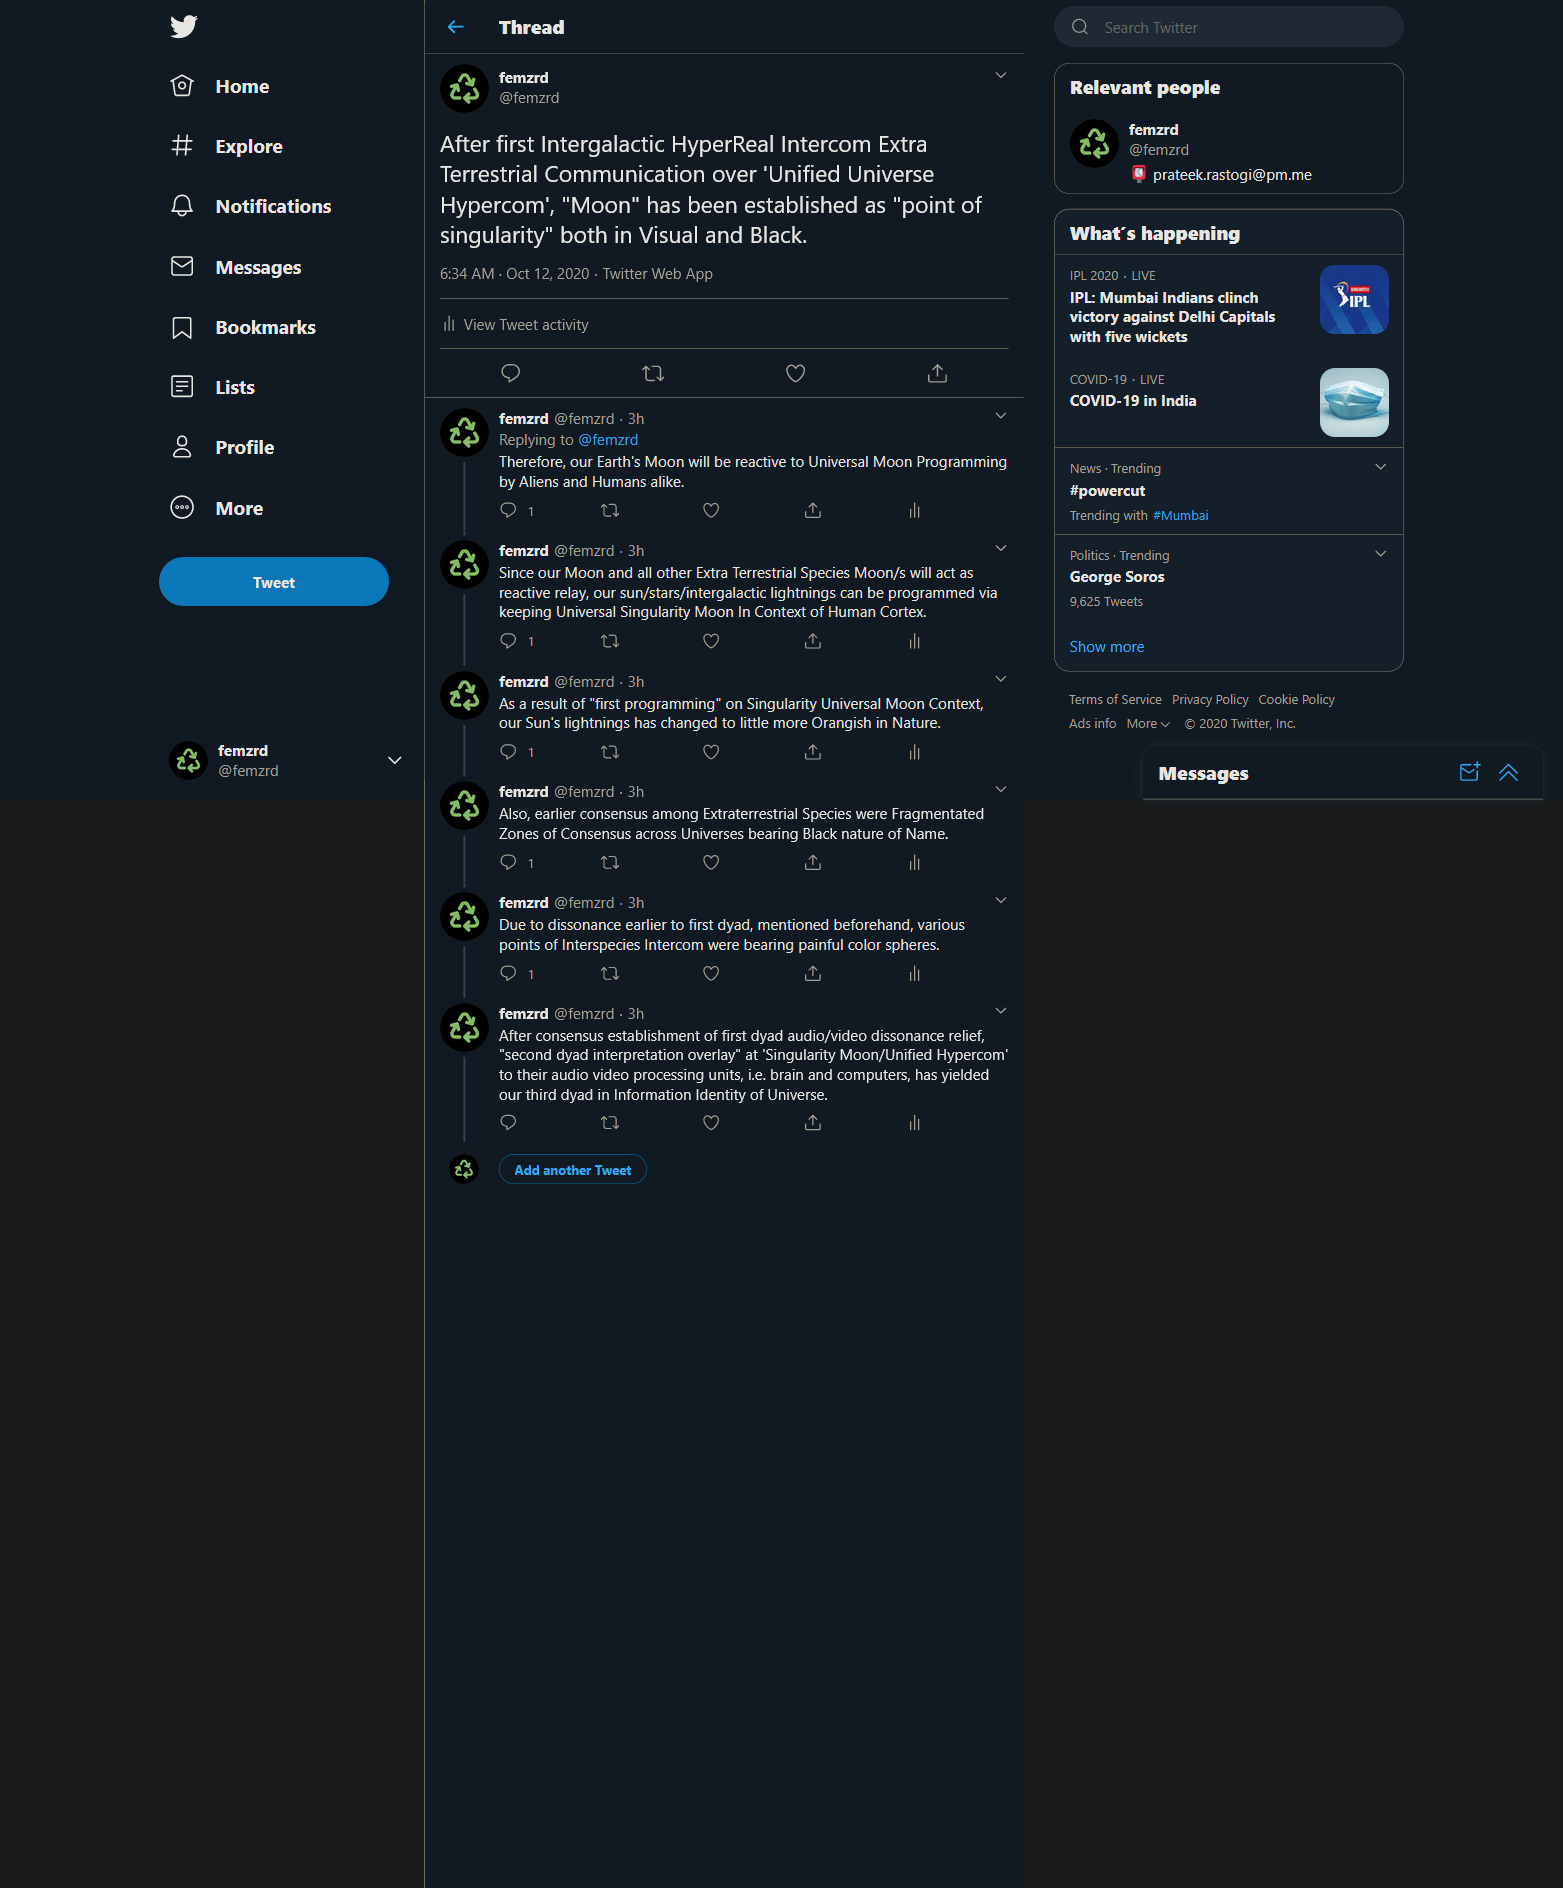 Home
Explore
Notifications
Messages
Bookmarks
Lists
Profile
More
Tweet
femzrd
@femzrd
Thread
femzrd
@femzrd
After first Intergalactic HyperReal Intercom Extra
Terrestrial Communication over 'Unified Universe
Hypercom', "Moon" has been established as "point of
singularity" both in Visual and Black.
6:34 AM · Oct 12, 2020 · Twitter Web App
View Tweet activity
femzrd @femzrd · 3h
Replying to @femzrd
Therefore, our Earth's Moon will be reactive to Universal Moon Programming
by Aliens and Humans alike.
1
femzrd @femzrd · 3h
Since our Moon and all other Extra Terrestrial Species Moon/s will act as
reactive relay, our sun/stars/intergalactic lightnings can be programmed via
keeping Universal Singularity Moon In Context of Human Cortex.
1
femzrd @femzrd · 3h
As a result of "first programming" on Singularity Universal Moon Context,
our Sun's lightnings has changed to little more Orangish in Nature.
1
femzrd @femzrd · 3h
Also, earlier consensus among Extraterrestrial Species were Fragmentated
Zones of Consensus across Universes bearing Black nature of Name.
1
femzrd @femzrd · 3h
Due to dissonance earlier to first dyad, mentioned beforehand, various
points of Interspecies Intercom were bearing painful color spheres.
1
femzrd @femzrd · 3h
After consensus establishment of first dyad audio/video dissonance relief,
"second dyad interpretation overlay" at 'Singularity Moon/Unified Hypercom'
to their audio video processing units, i.e. brain and computers, has yielded
our third dyad in Information Identity of Universe.
Add another Tweet
Search Twitter
Relevant people
femzrd
@femzrd
prateek.rastogi@pm.me
What´s happening
IPL 2020 · LIVE
IPL: Mumbai Indians clinch
victory against Delhi Capitals
with five wickets
IPL
COVID-19 · LIVE
COVID-19 in India
News · Trending
#powercut
Trending with #Mumbai
Politics · Trending
George Soros
9,625 Tweets
Show more
Terms of Service Privacy Policy Cookie Policy
Ads info More © 2020 Twitter, Inc.
Messages